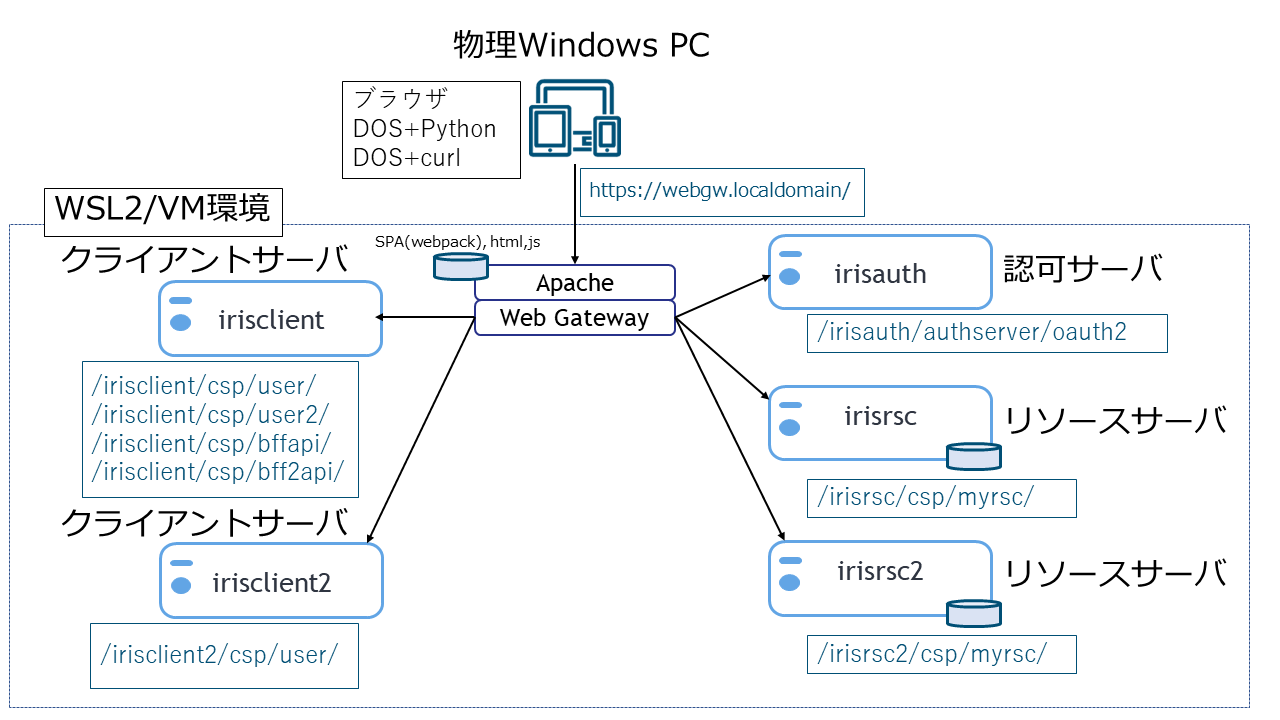 物理Windows PC
ブラウザ
DOS+Python
DOS+curl
https://webgw.localdomain/
WSL2/VM環境
SPA(webpack), html,js
Apache
Web Gateway
クライアントサーバ
irisclient
/irisclient/csp/user/
/irisclient/csp/user2/
/irisclient/csp/bffapi/
/irisclient/csp/bff2api/
クライアントサーバ
irisclient2
/irisclient2/csp/user/
irisauth
認可サーバ
/irisauth/authserver/oauth2
irisrsc
リソースサーバ
/irisrsc/csp/myrsc/
irisrsc2
リソースサーバ
/irisrsc2/csp/myrsc/